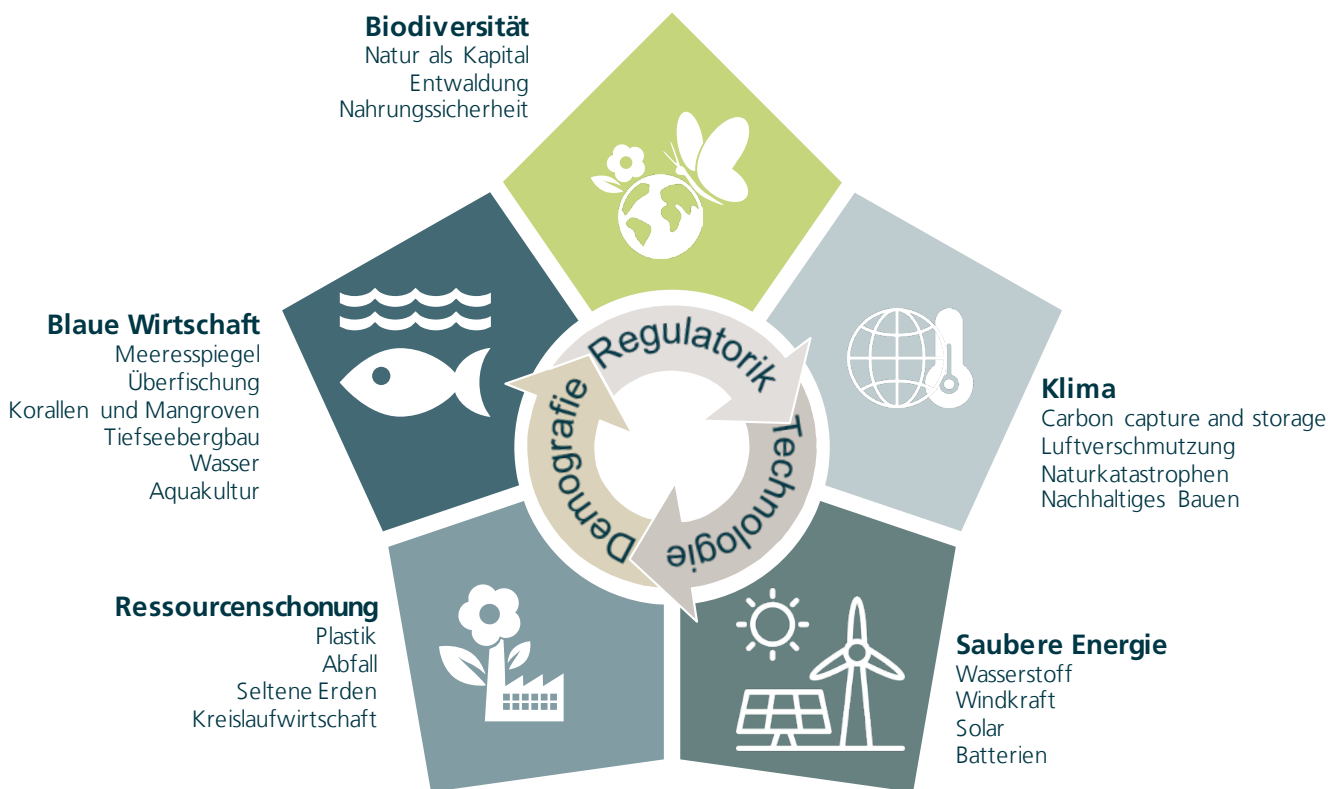 Biodiversität
Natur als Kapital
Entwaldung
Nahrungssicherheit
Blaue Wirtschaft
Meeresspiegel
Überfischung
Korallen und Mangroven
Tiefseebergbau
Wasser
Aquakultur
Regulatorik
Technologie
Demografie
Klima
Carbon capture and storage
Luftverschmutzung
Naturkatastrophen
Nachhaltiges Bauen
Ressourcenschonung
Plastik
Abfall
Seltene Erden
Kreislaufwirtschaft
Saubere Energie
Wasserstoff
Windkraft
Solar
Batterien